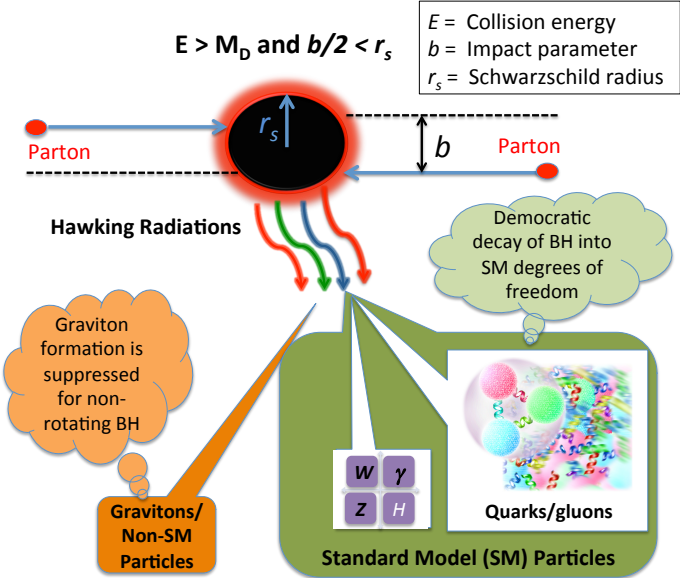 E > M_D and b/2 < r_s
E = Collision energy
b = Impact parameter
r_s = Schwarzschild radius
r_s
b
Parton
Parton
Hawking Radiations
Democratic
decay of BH into
SM degrees of
freedom
Graviton
formation is
suppressed
for non-
rotating BH
W γ
Z H
Quarks/gluons
Gravitons/
Non-SM
Particles
Standard Model (SM) Particles